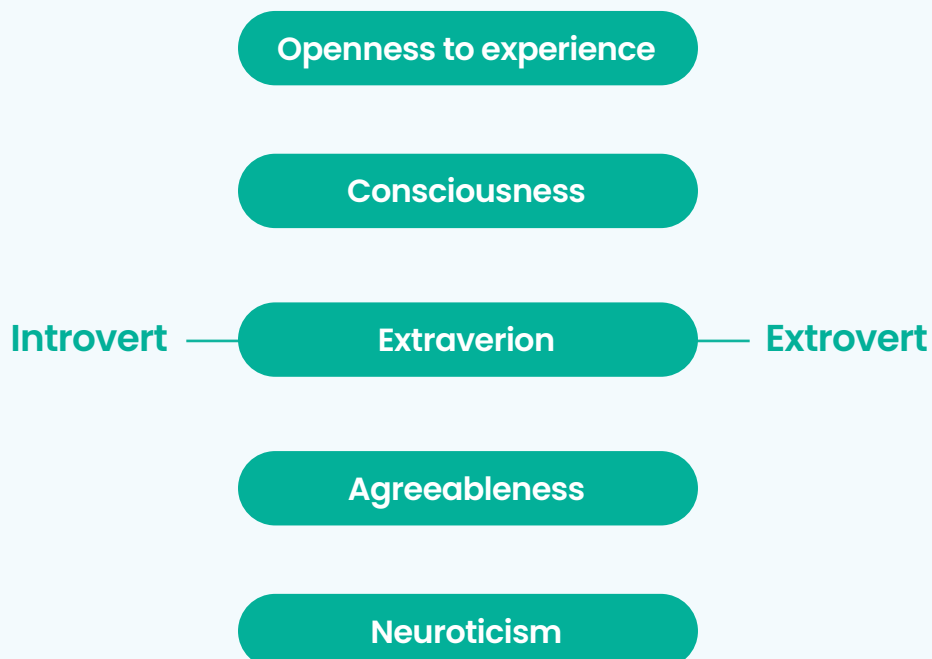 Openness to experience
Consciousness
Introvert
Extraverion
Extrovert
Agreeableness
Neuroticism